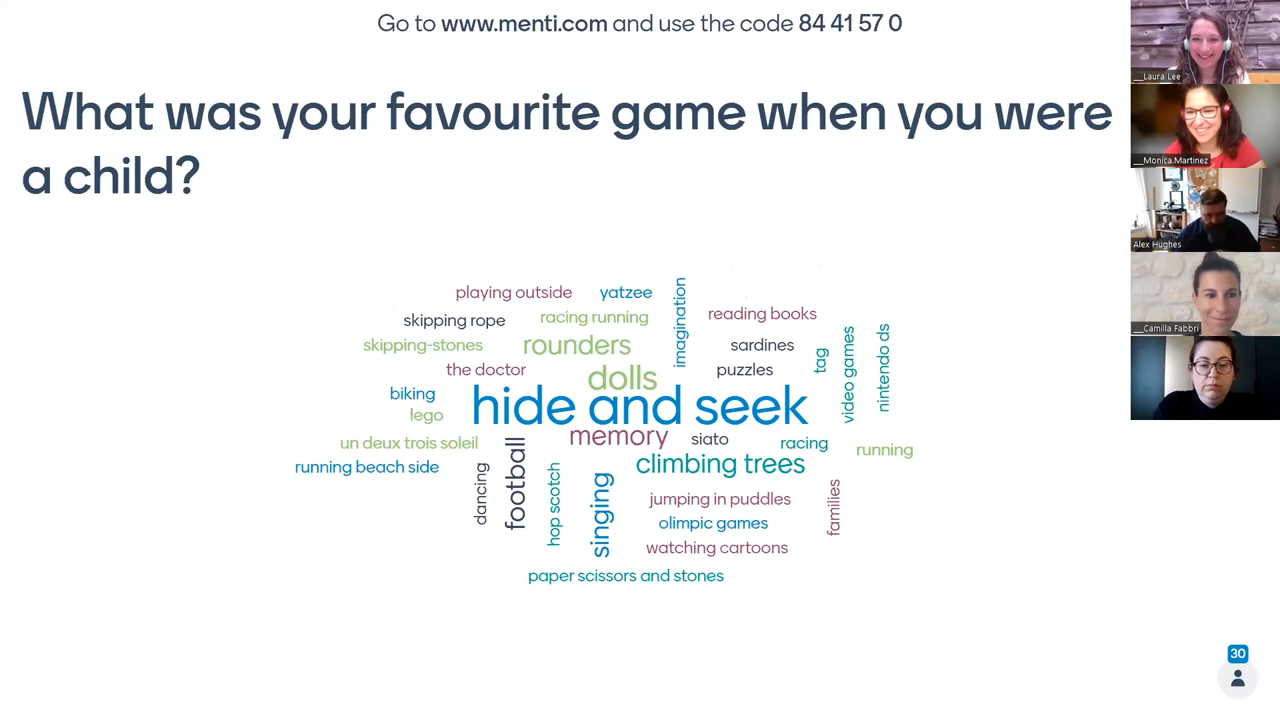 Go to www.menti.com and use the code 84 41 57 0
What was your favourite game when you were
a child?
playing outside
yatzee
imagination
reading books
skipping rope
racing running
skipping-stones
rounders
sardines
tag
video games
nintendo ds
the doctor
dolls
puzzles
biking
hide and seek
lego
un deux trois soleil
memory
siato
racing
running
running beach side
dancing
football
hop scotch
singing
climbing trees
jumping in puddles
families
olimpic games
watching cartoons
paper scissors and stones
__Laura Lee
__Monica.Martinez
Alex Hughes
__Camilla Fabbri
30